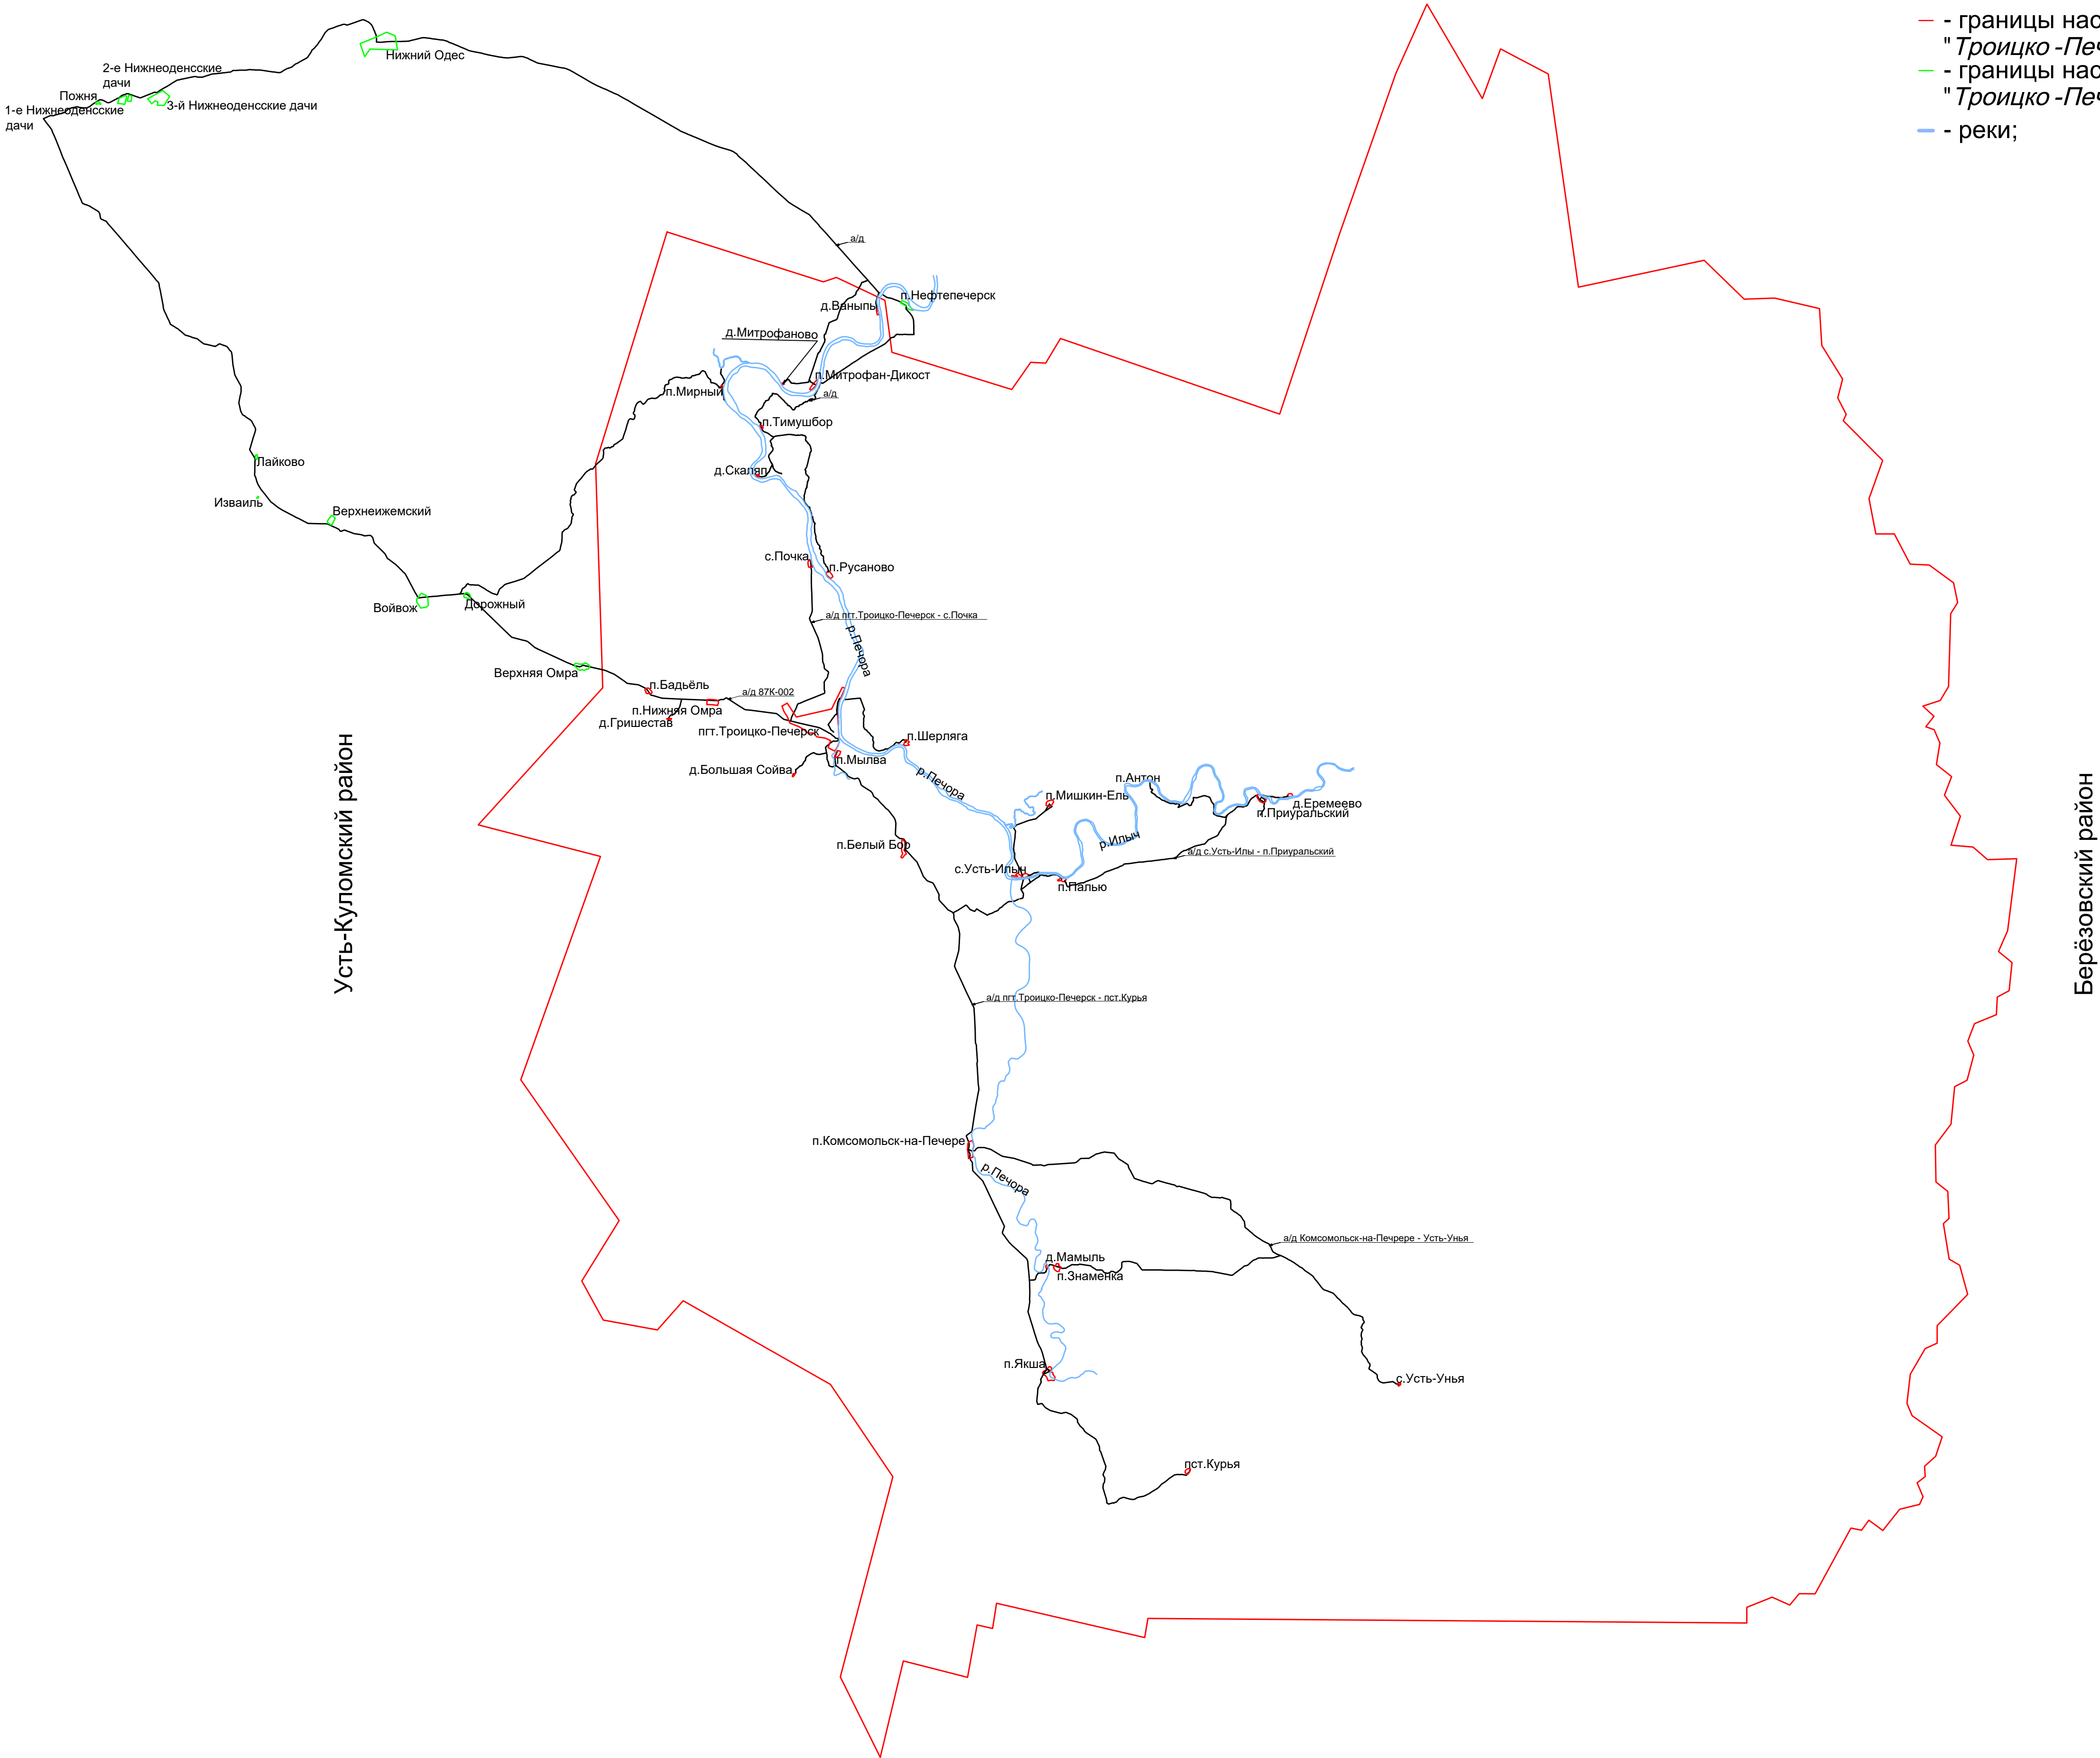 - границы нас
"Троицко -Печ
- границы нас
"Троицко -Печ
- реки;
Нижний Одес
2-е Нижнеоденсские
дачи
Пожня
3-й Нижнеоденсские дачи
1-е Нижнеоденсские
дачи
а/д
п.Нефтепечерск
д.Ваныпы
д.Митрофаново
п.Митрофан-Дикост
п.Мирный
а/д
п.Тимушбор
Лайково
д.Скаляп
Изваиль
Верхнеижемский
с.Почка
п.Русаново
Войвож
Дорожный
а/д пгт.Троицко-Печерск - с.Почка
р.Печора
Верхняя Омра
п.Бадьёль
а/д 87К-002
п.Нижняя Омра
д.Гришестав
пгт.Троицко-Печерск
п.Шерляга
п.Мылва
д.Большая Сойва
р.Печора
п.Антон
п.Мишкин-Ель
д.Еремеево
п.Приуральский
р.Илыч
п.Белый Бор
а/д с.Усть-Илы - п.Приуральский
с.Усть-Илыч
п.Палью
Усть-Куломский район
Берёзовский район
а/д пгт.Троицко-Печерск - пст.Курья
п.Комсомольск-на-Печере
р.Печора
а/д Комсомольск-на-Печрере - Усть-Унья
д.Мамыль
п.Знаменка
п.Якша
с.Усть-Унья
пст.Курья